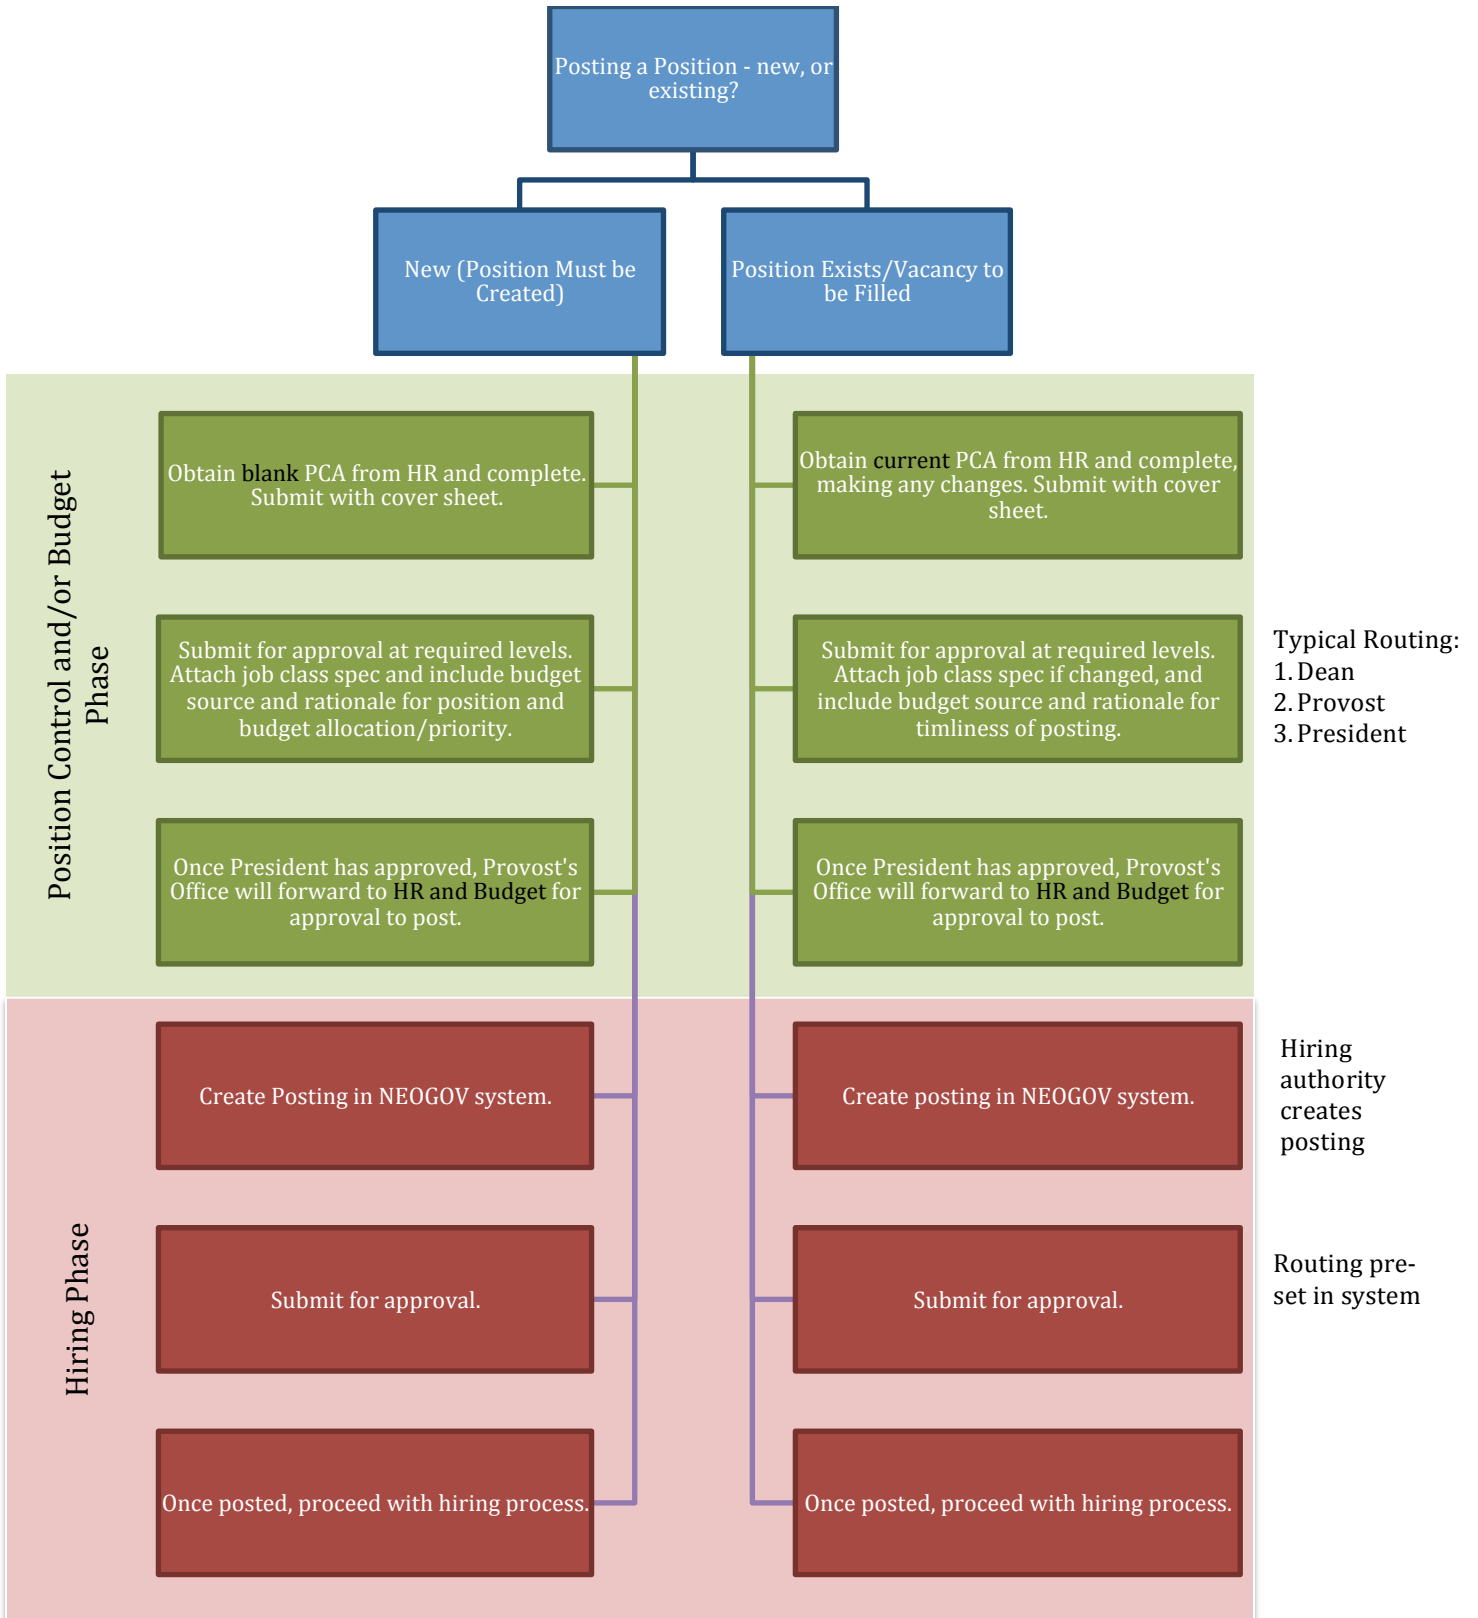 Posting a Position - new, or
existing?
New (Position Must be
Created)
Position Exists/Vacancy to
be Filled
Position Control and/or Budget
Phase
Obtain blank PCA from HR and complete.
Submit with cover sheet.
Obtain current PCA from HR and complete,
making any changes. Submit with cover
sheet.
Submit for approval at required levels.
Attach job class spec and include budget
source and rationale for position and
budget allocation/priority.
Submit for approval at required levels.
Attach job class spec if changed, and
include budget source and rationale for
timliness of posting.
Typical Routing:
1. Dean
2. Provost
3. President
Once President has approved, Provost's
Office will forward to HR and Budget for
approval to post.
Once President has approved, Provost's
Office will forward to HR and Budget for
approval to post.
Hiring Phase
Create Posting in NEOGOV system.
Create posting in NEOGOV system.
Hiring
authority
creates
posting
Submit for approval.
Submit for approval.
Routing pre-
set in system
Once posted, proceed with hiring process.
Once posted, proceed with hiring process.